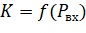 K = f(Pвх)